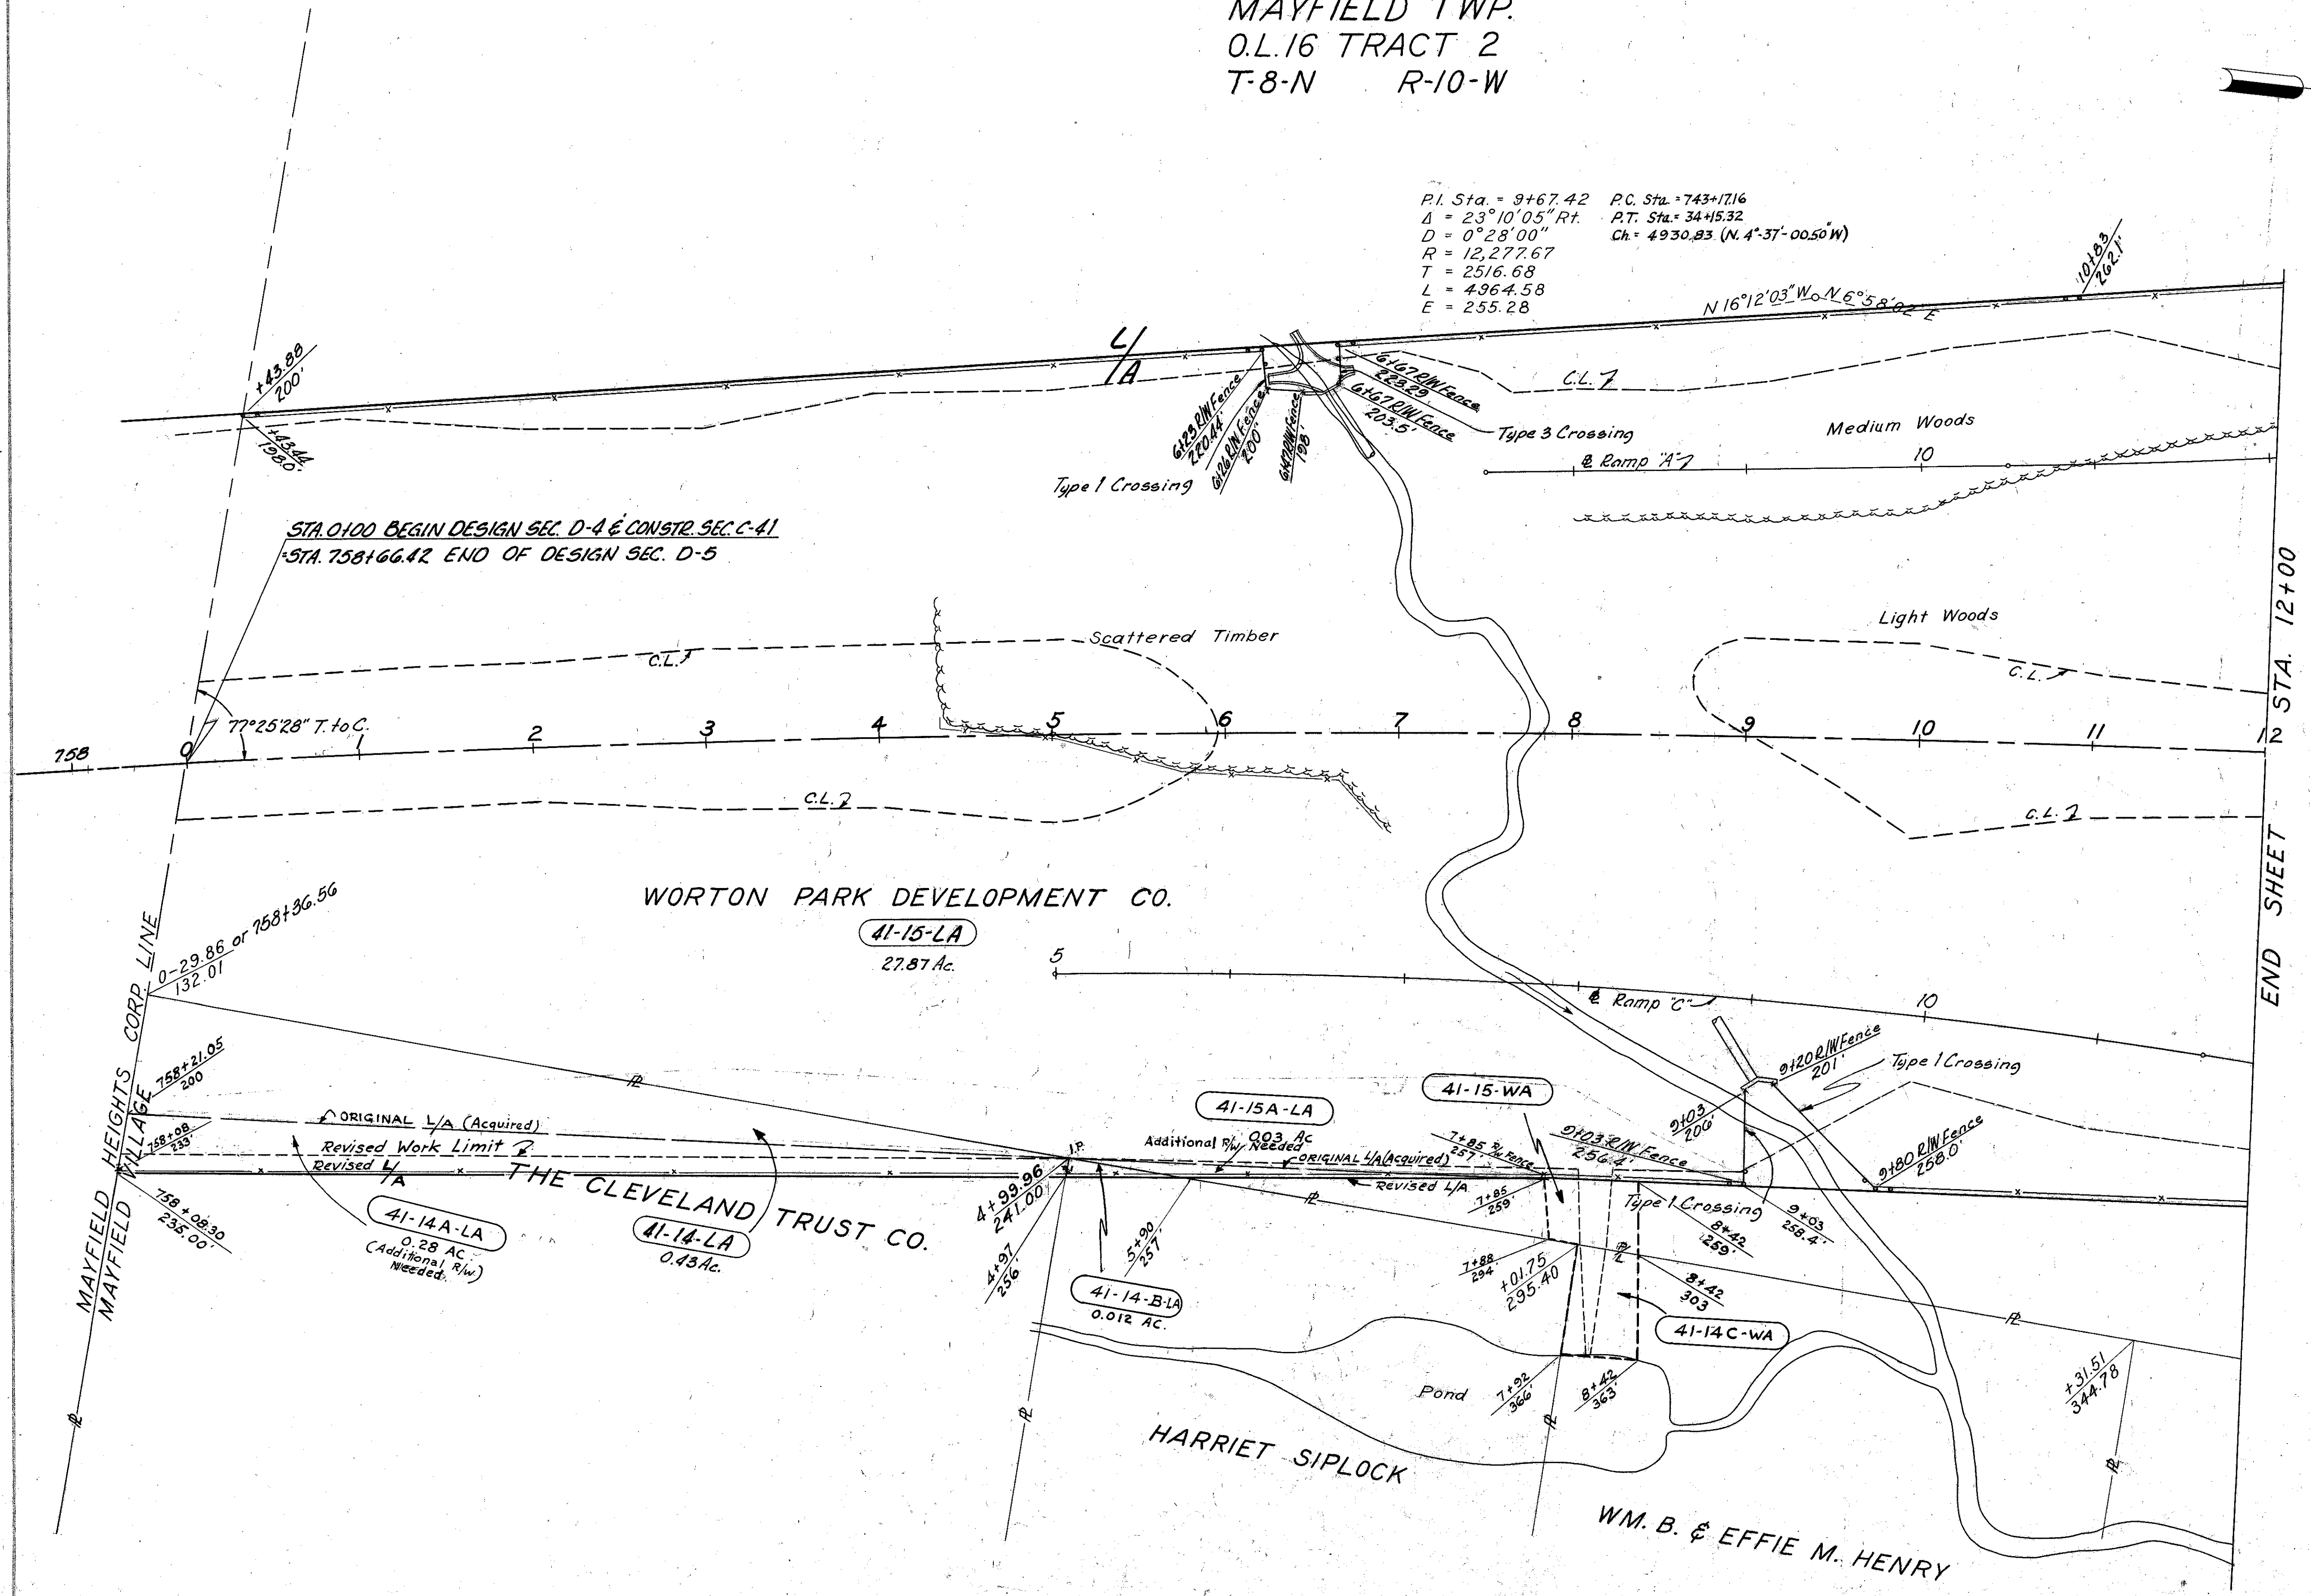 MAYFIELD TWP.
O.L.16 TRACT 2
T-8-N R-10-W
P.I. Sta. = 9+67.42 P.C. Sta. = 743+17.16
Δ = 23°10'05" Rt. P.T. Sta. = 34+15.32
D = 0°28'00" Ch. = 4930.83 (N. 4°-37'-00.50" W)
R = 12,277.67
T = 2516.68
L = 4964.58
E = 255.28
N 16°12'03" W to N 6°58'02" E
10+83
262.1'
+43.88
200'
+43.44
198.0'
L/A
6+23 R/W Fence
220.44'
6+26 R/W Fence
200'
6+47 R/W Fence
198'
6+67 R/W Fence
223.29'
6+67 R/W Fence
203.5'
Type 1 Crossing
Type 3 Crossing
C.L.
Medium Woods
℄ Ramp "A"
10
STA. 0+00 BEGIN DESIGN SEC. D-4 & CONSTR. SEC. C-41
=STA. 758+66.42 END OF DESIGN SEC. D-5
Scattered Timber
C.L.
Light Woods
C.L.
77°25'28" T. to C.
758 0 1 2 3 4 5 6 7 8 9 10 11 12
C.L.
C.L.
END SHEET STA. 12+00
WORTON PARK DEVELOPMENT CO.
41-15-LA
27.87 Ac.
5
℄ Ramp "C"
10
0-29.86 or 758+36.56
132.01
MAYFIELD HEIGHTS CORP. LINE
MAYFIELD VILLAGE
758+21.05
200
758+08
233'
758+08.30
235.00'
ORIGINAL L/A (Acquired)
Revised Work Limit
Revised L/A
THE CLEVELAND TRUST CO.
41-14A-LA
0.28 AC.
(Additional R/W)
Needed.
41-14-LA
0.43 Ac.
I.P.
4+99.96
241.00'
4+97
256'
41-15A-LA
0.03 Ac
Additional R/W Needed
ORIGINAL L/A (Acquired)
Revised L/A
5+90
257'
41-14-B-LA
0.012 AC.
41-15-WA
7+85 R/W Fence
257'
7+85
259'
9+03 R/W Fence
256.4'
9+03
206'
9+20 R/W Fence
201'
Type 1 Crossing
9+80 R/W Fence
258.0'
Type 1 Crossing
8+42
259'
9+03
258.4'
7+88
294'
+01.75
295.40
8+42
303
41-14C-WA
Pond
7+92
366'
8+42
363'
+31.51
344.78
HARRIET SIPLOCK
WM. B. & EFFIE M. HENRY